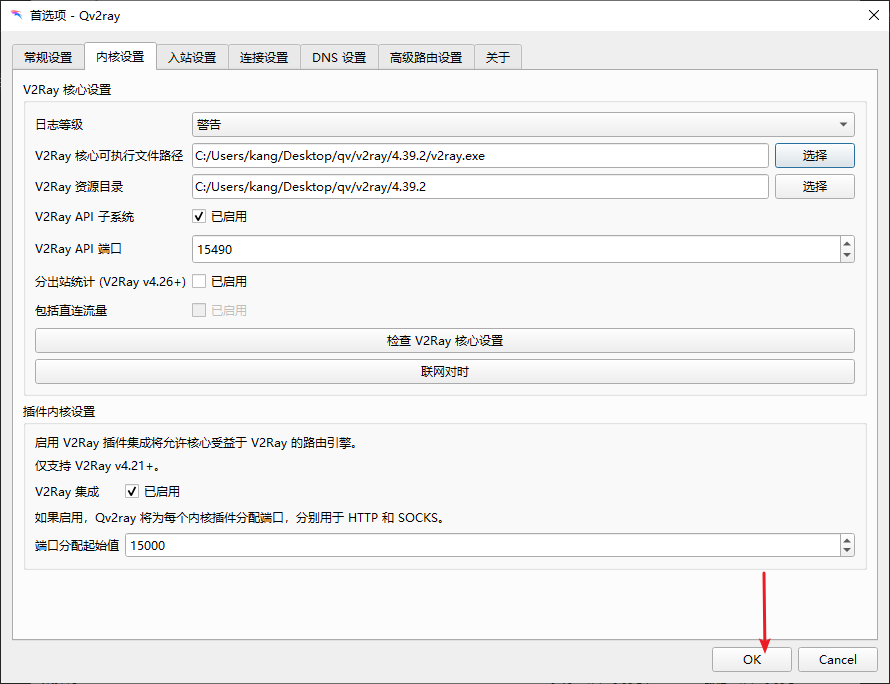 首选项 - Qv2ray
常规设置 内核设置 入站设置 连接设置 DNS 设置 高级路由设置 关于
V2Ray 核心设置
日志等级 警告
V2Ray 核心可执行文件路径 C:/Users/kang/Desktop/qv/v2ray/4.39.2/v2ray.exe 选择
V2Ray 资源目录 C:/Users/kang/Desktop/qv/v2ray/4.39.2 选择
V2Ray API 子系统 已启用
V2Ray API 端口 15490
分出站统计 (V2Ray v4.26+) 已启用
包括直连流量 已启用
检查 V2Ray 核心设置
联网对时
插件内核设置
启用 V2Ray 插件集成将允许核心受益于 V2Ray 的路由引擎。
仅支持 V2Ray v4.21+。
V2Ray 集成 已启用
如果启用，Qv2ray 将为每个内核插件分配端口，分别用于 HTTP 和 SOCKS。
端口分配起始值 15000
OK Cancel